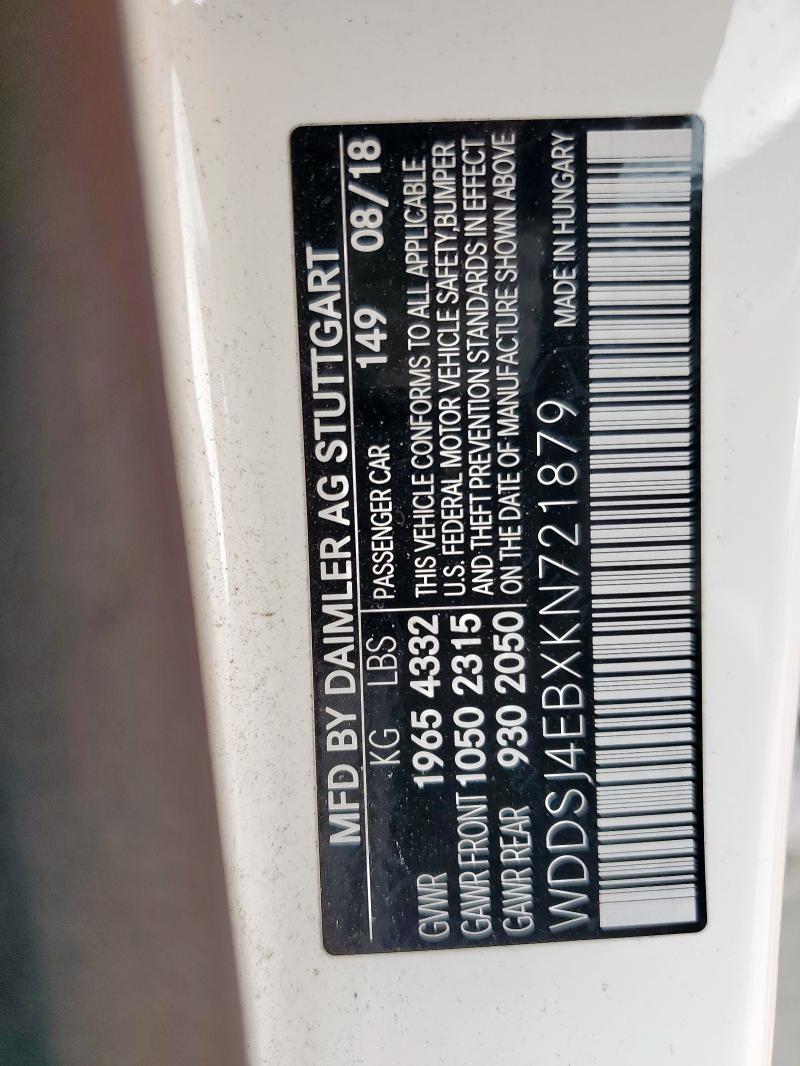 MFD BY DAIMLER AG STUTTGART
KG LBS PASSENGER CAR 149 08/18
GVWR 1965 4332 THIS VEHICLE CONFORMS TO ALL APPLICABLE
GAWR FRONT 1050 2315 U.S. FEDERAL MOTOR VEHICLE SAFETY,BUMPER
AND THEFT PREVENTION STANDARDS IN EFFECT
GAWR REAR 930 2050 ON THE DATE OF MANUFACTURE SHOWN ABOVE
WDDSJ4EBXKN721879 MADE IN HUNGARY